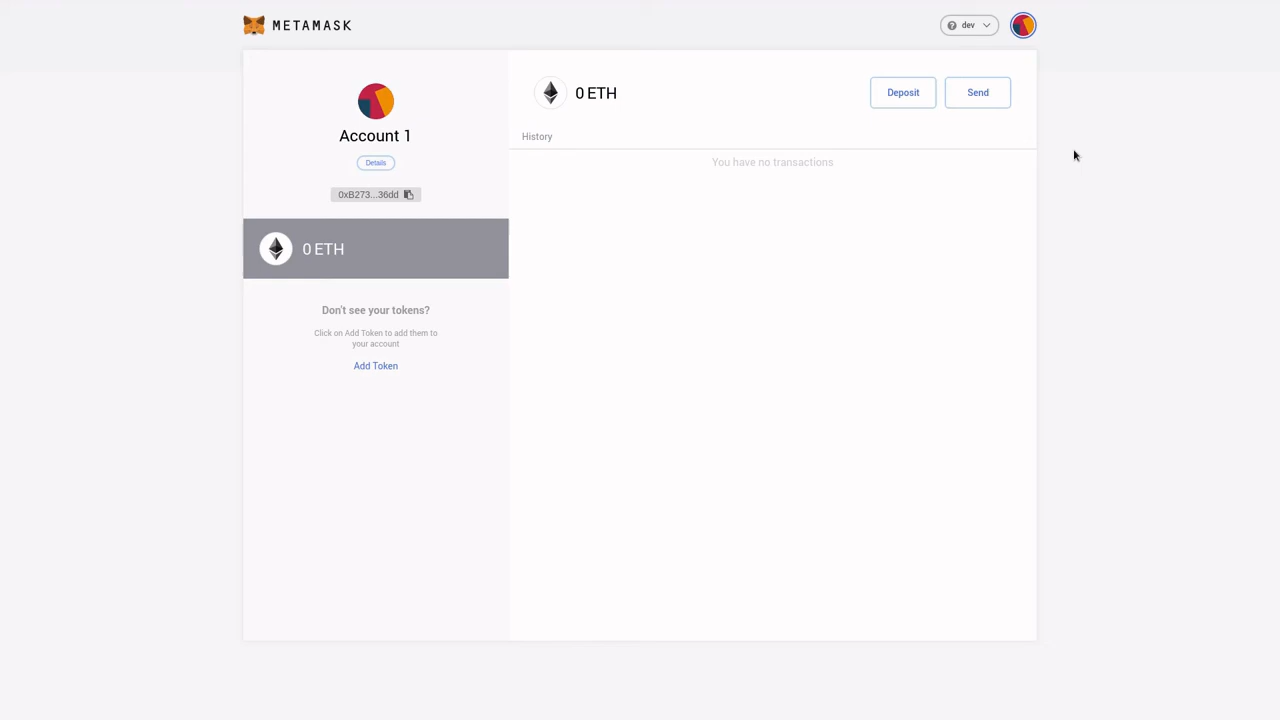 METAMASK
dev
Account 1
Details
0xB273...36dd
0 ETH
Don't see your tokens?
Click on Add Token to add them to
your account
Add Token
0 ETH
Deposit
Send
History
You have no transactions